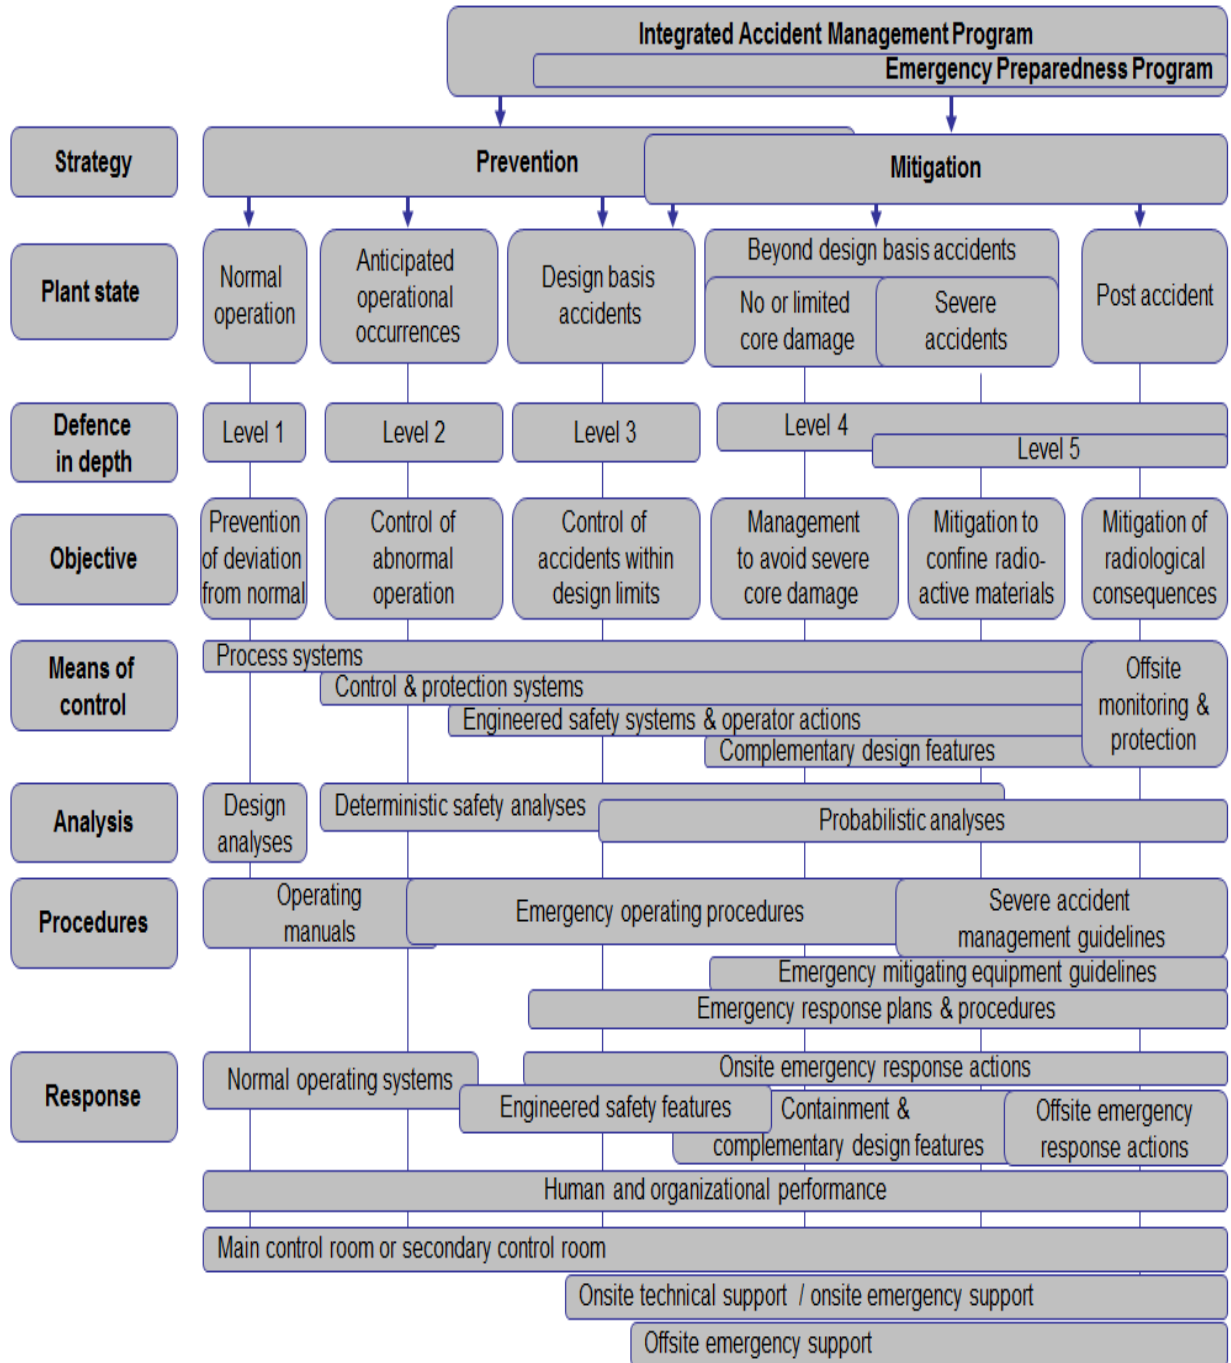 Integrated Accident Management Program
Emergency Preparedness Program
Strategy
Prevention
Mitigation
Plant state
Normal
operation
Anticipated
operational
occurrences
Design basis
accidents
Beyond design basis accidents
No or limited
core damage
Severe
accidents
Post accident
Defence
in depth
Level 1
Level 2
Level 3
Level 4
Level 5
Objective
Prevention
of deviation
from normal
Control of
abnormal
operation
Control of
accidents within
design limits
Management
to avoid severe
core damage
Mitigation to
confine radio-
active materials
Mitigation of
radiological
consequences
Means of
control
Process systems
Control & protection systems
Engineered safety systems & operator actions
Complementary design features
Offsite
monitoring &
protection
Analysis
Design
analyses
Deterministic safety analyses
Probabilistic analyses
Procedures
Operating
manuals
Emergency operating procedures
Severe accident
management guidelines
Emergency mitigating equipment guidelines
Emergency response plans & procedures
Response
Normal operating systems
Onsite emergency response actions
Engineered safety features
Containment &
complementary design features
Offsite emergency
response actions
Human and organizational performance
Main control room or secondary control room
Onsite technical support / onsite emergency support
Offsite emergency support